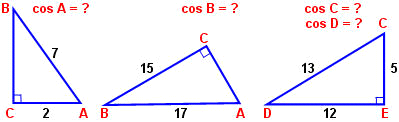 cos A = ?
B
7
C
2
A
cos B = ?
C
15
B
17
A
cos C = ?
cos D = ?
C
13
5
D
12
E